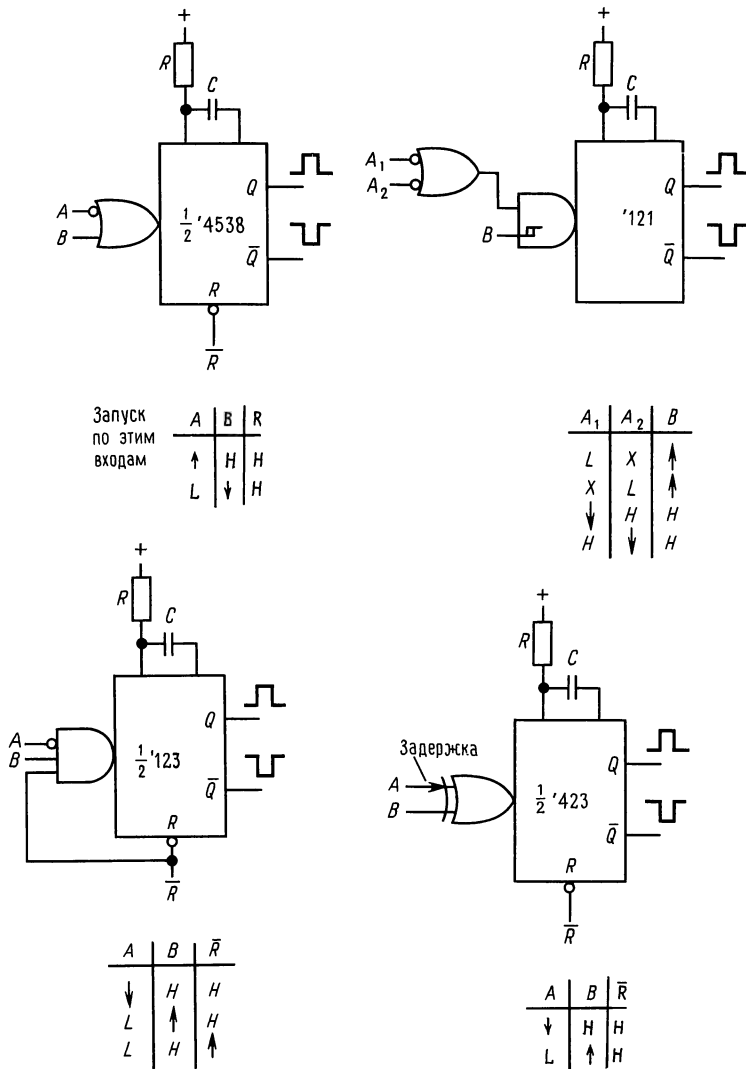 +
R
C
A
B
1/2 '4538
Q
Q̅
R
R̅
Запуск
по этим
входам
A B R
↑ H H
L ↓ H
+
R
C
A₁
A₂
B
'121
Q
Q̅
A₁ A₂ B
L X ↑
X L ↑
↓ H H
H ↓ H
+
R
C
A
B
1/2 '123
Q
Q̅
R
R̅
A B R̅
↓ H H
L ↑ H
L H ↑
+
R
C
Задержка
A
B
1/2 '423
Q
Q̅
R
R̅
A B R̅
↓ H H
L ↑ H